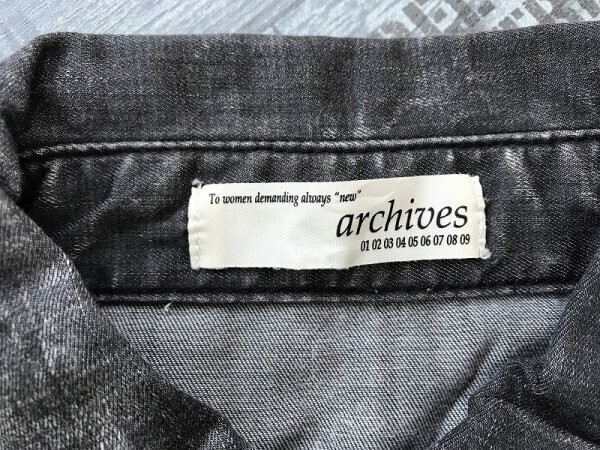 To women demanding always "new"
archives
01 02 03 04 05 06 07 08 09